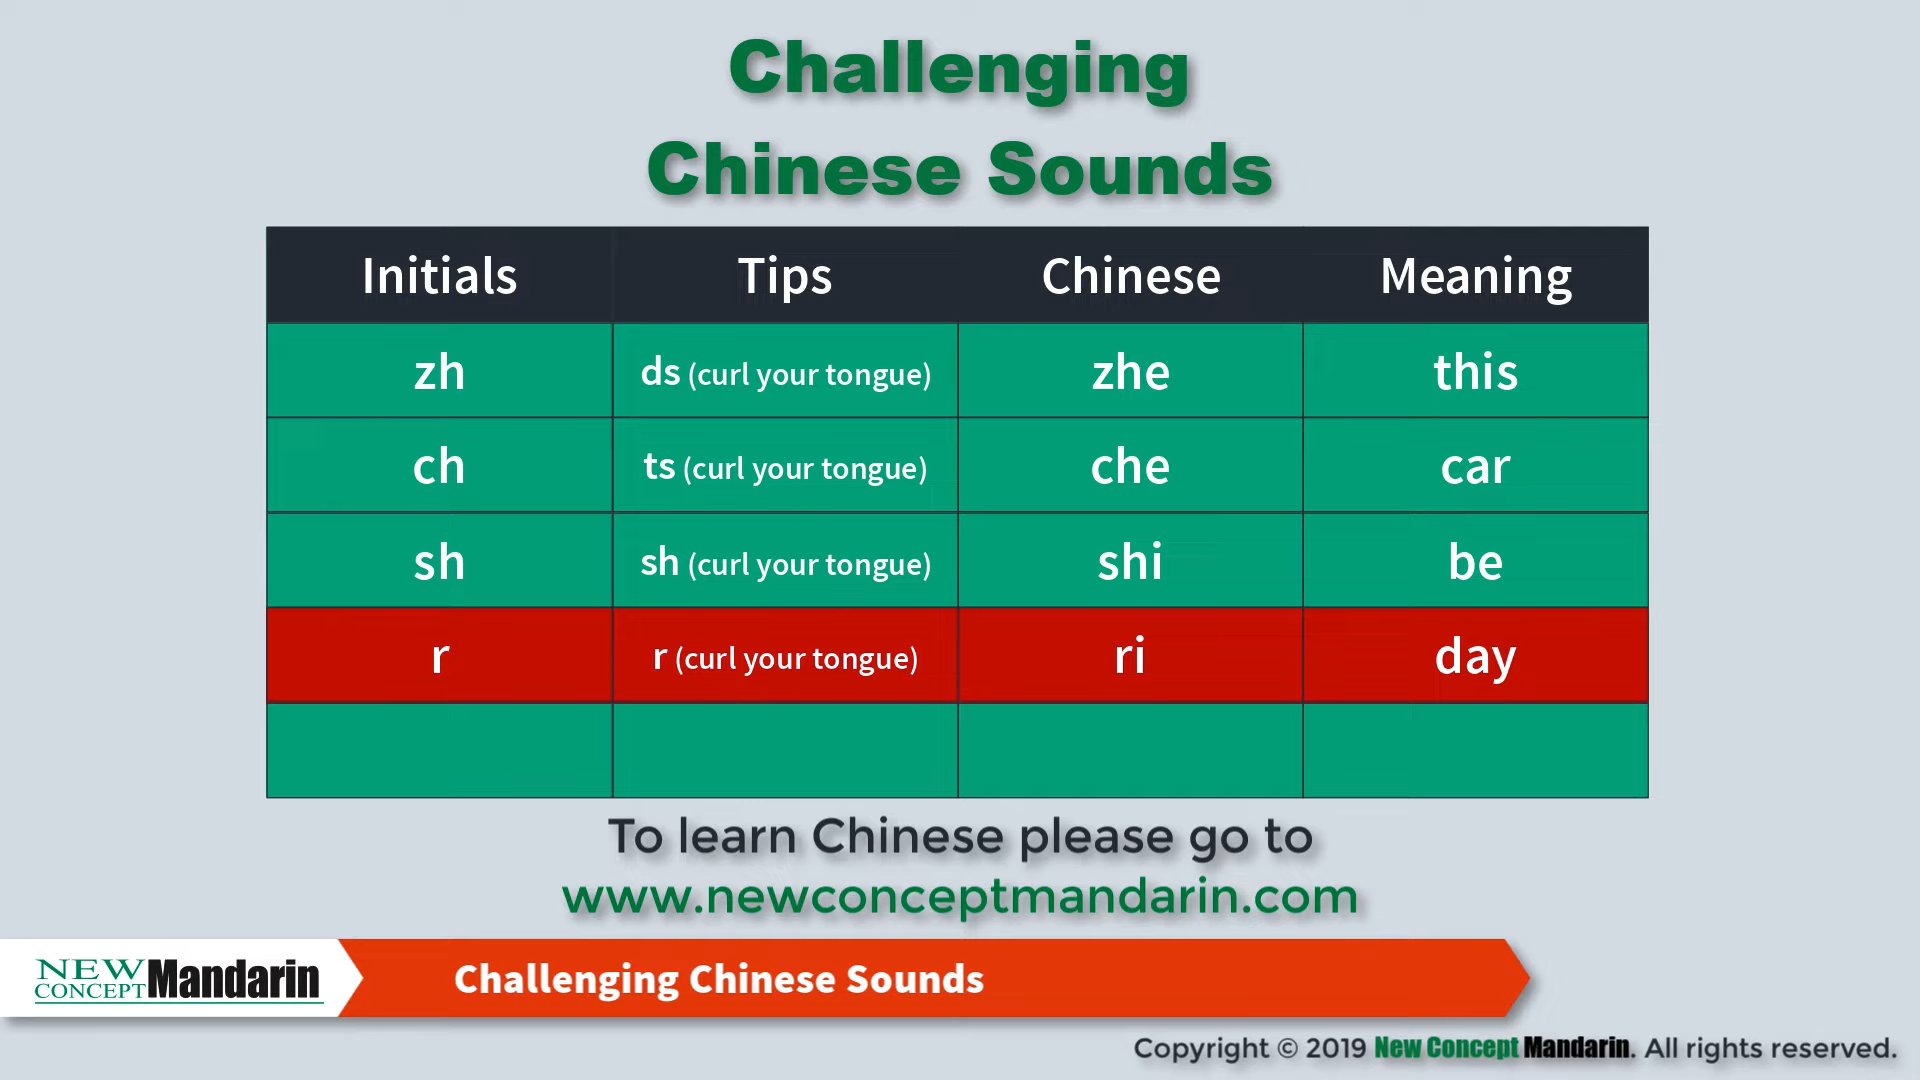 Challenging
Chinese Sounds
Initials Tips Chinese Meaning
zh ds (curl your tongue) zhe this
ch ts (curl your tongue) che car
sh sh (curl your tongue) shi be
r r (curl your tongue) ri day
To learn Chinese please go to
www.newconceptmandarin.com
NEW CONCEPT Mandarin
Challenging Chinese Sounds
Copyright © 2019 New Concept Mandarin. All rights reserved.